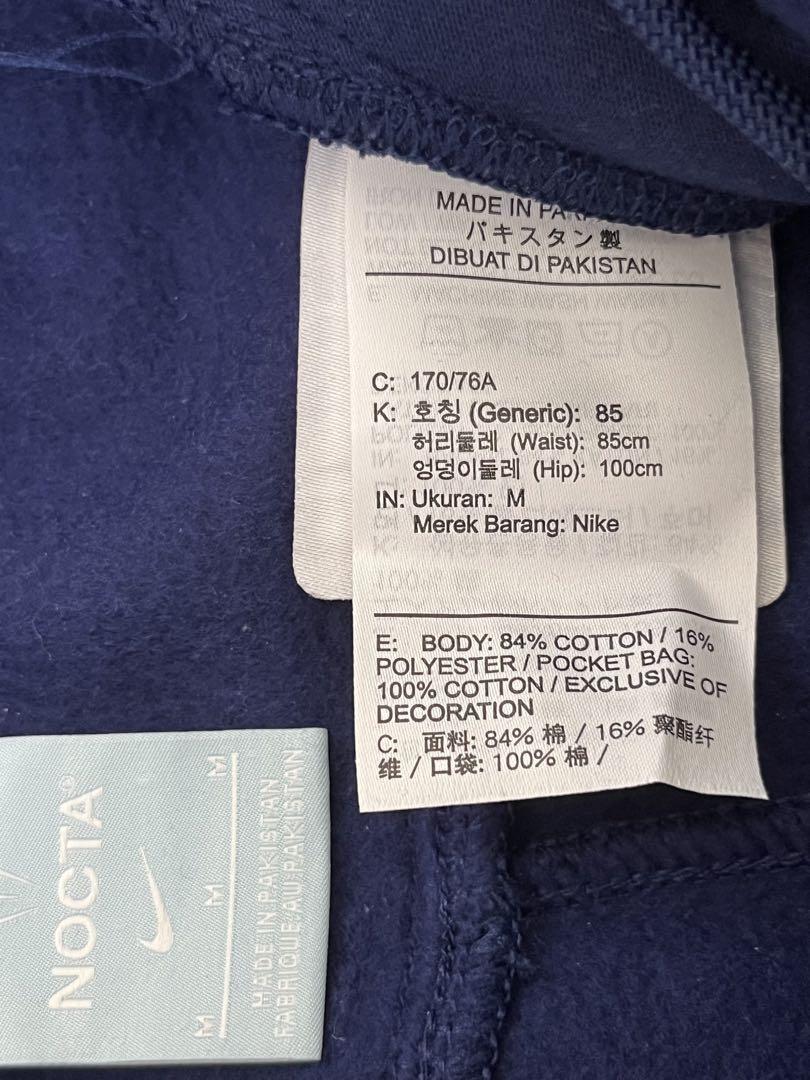 MADE IN
パキスタン製
DIBUAT DI PAKISTAN
C: 170/76A
K: 호칭 (Generic): 85
허리둘레 (Waist): 85cm
엉덩이둘레 (Hip): 100cm
IN: Ukuran: M
Merek Barang: Nike
E: BODY: 84% COTTON / 16%
POLYESTER / POCKET BAG:
100% COTTON / EXCLUSIVE OF
DECORATION
C: 面料: 84% 棉 / 16% 聚酯纤
维 / 口袋: 100% 棉 /
NOCTA®
M M M
MADE IN PAKISTAN
FABRIQUÉ AU PAKISTAN